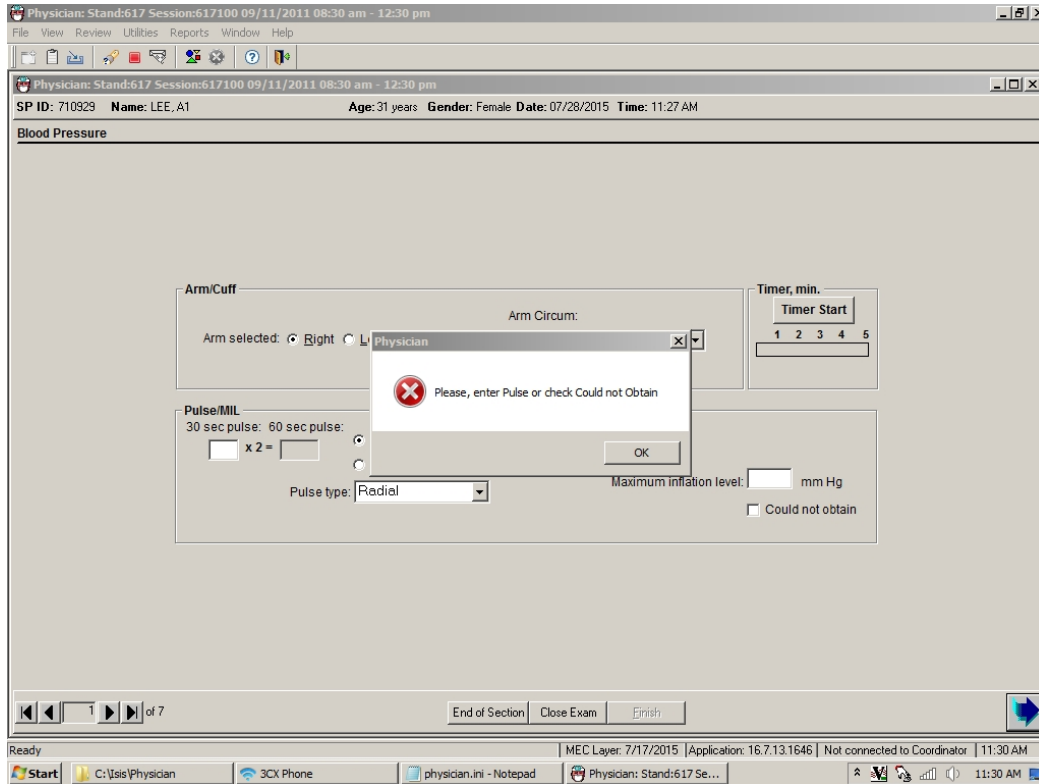 Physician: Stand:617 Session:617100 09/11/2011 08:30 am - 12:30 pm
File View Review Utilities Reports Window Help
Physician: Stand:617 Session:617100 09/11/2011 08:30 am - 12:30 pm
SP ID: 710929 Name: LEE, A1 Age: 31 years Gender: Female Date: 07/28/2015 Time: 11:27 AM
Blood Pressure
Arm/Cuff
Timer, min.
Timer Start
Arm Circum:
1 2 3 4 5
Arm selected: Right
Physician
Please, enter Pulse or check Could not Obtain
OK
Pulse/MIL
30 sec pulse: 60 sec pulse:
x 2 =
Maximum inflation level: mm Hg
Pulse type: Radial
Could not obtain
1 of 7
End of Section Close Exam Finish
Ready MEC Layer: 7/17/2015 Application: 16.7.13.1646 Not connected to Coordinator 11:30 AM
Start C:\Isis\Physician 3CX Phone physician.ini - Notepad Physician: Stand:617 Se... 11:30 AM